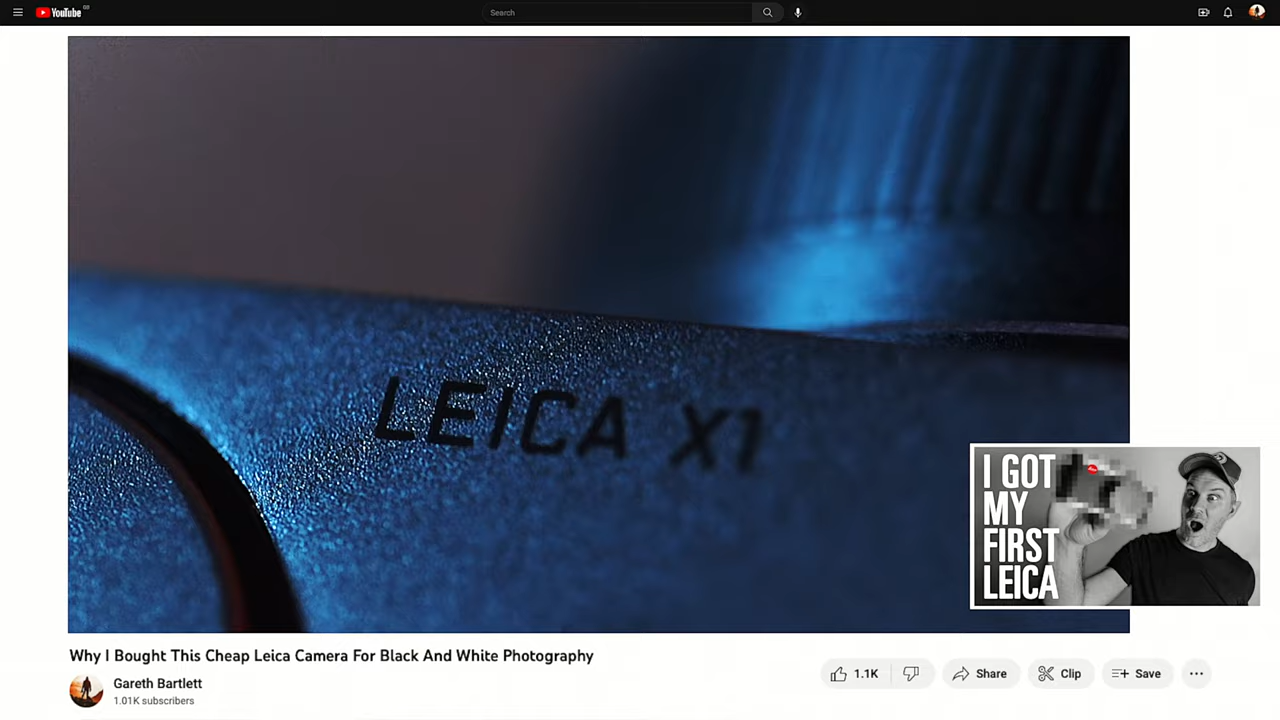 YouTube
Search
LEICA X1
I GOT
MY
FIRST
LEICA
Why I Bought This Cheap Leica Camera For Black And White Photography
Gareth Bartlett
1.01K subscribers
1.1K
Share
Clip
Save